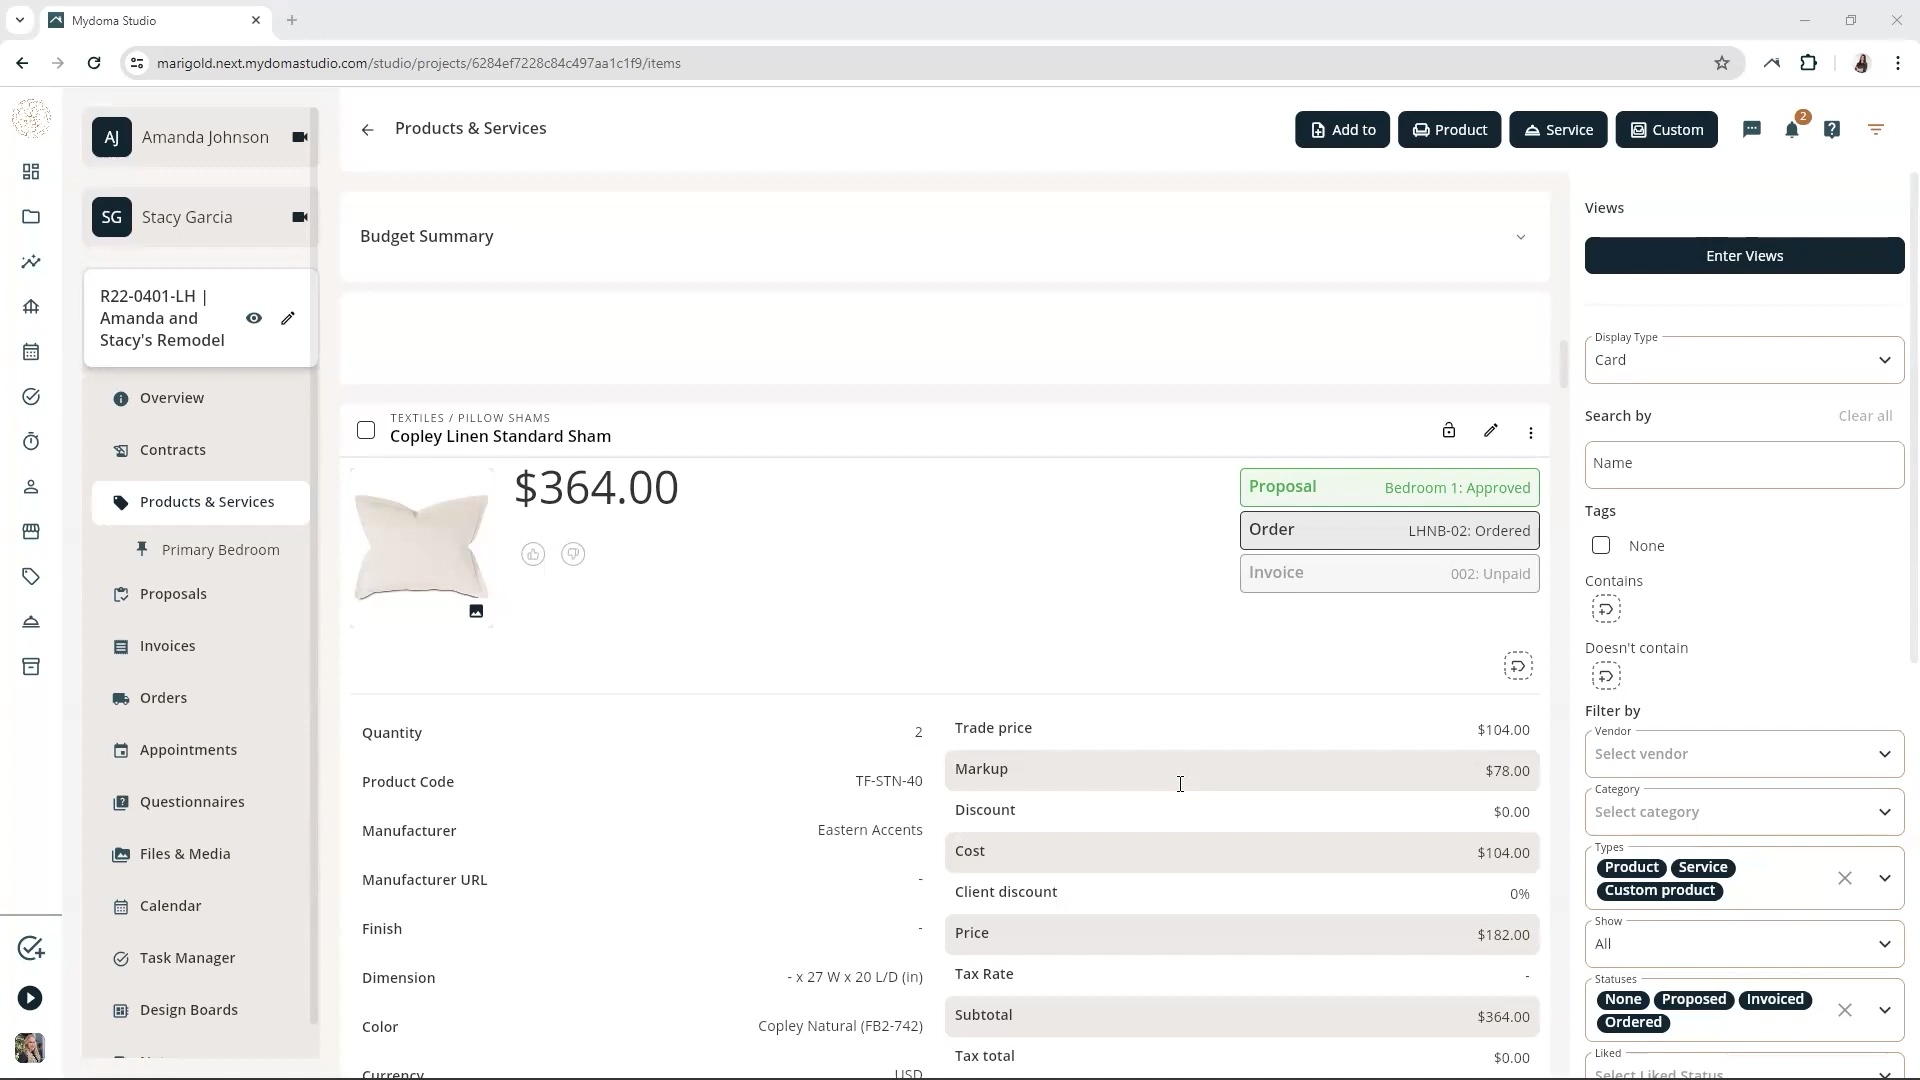 Mydoma Studio
marigold.next.mydomastudio.com/studio/projects/6284ef7228c84c497aa1c1f9/items
AJ Amanda Johnson
SG Stacy Garcia
R22-0401-LH |
Amanda and
Stacy's Remodel
Overview
Contracts
Products & Services
Primary Bedroom
Proposals
Invoices
Orders
Appointments
Questionnaires
Files & Media
Calendar
Task Manager
Design Boards
Products & Services
Add to
Product
Service
Custom
2
Budget Summary
TEXTILES / PILLOW SHAMS
Copley Linen Standard Sham
$364.00
Proposal Bedroom 1: Approved
Order LHNB-02: Ordered
Invoice 002: Unpaid
Quantity 2
Product Code TF-STN-40
Manufacturer Eastern Accents
Manufacturer URL -
Finish -
Dimension - x 27 W x 20 L/D (in)
Color Copley Natural (FB2-742)
Currency USD
Trade price $104.00
Markup $78.00
Discount $0.00
Cost $104.00
Client discount 0%
Price $182.00
Tax Rate -
Subtotal $364.00
Tax total $0.00
Views
Enter Views
Display Type
Card
Search by Clear all
Name
Tags
None
Contains
Doesn't contain
Filter by
Vendor
Select vendor
Category
Select category
Types
Product Service
Custom product
Show
All
Statuses
None Proposed Invoiced
Ordered
Liked
Select Liked Status